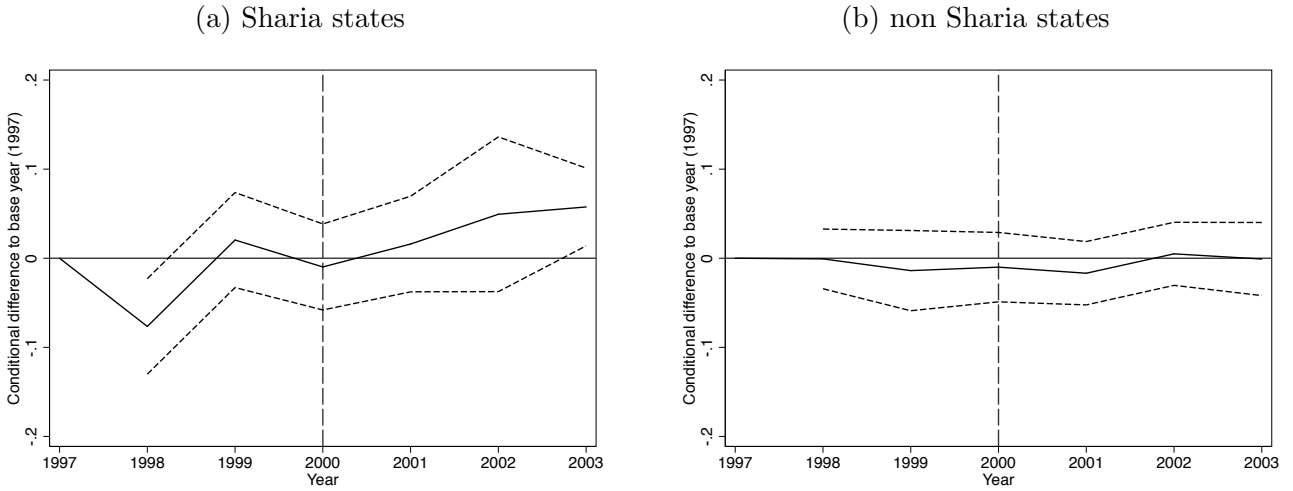 (a) Sharia states
Conditional difference to base year (1997)
.2
.1
0
-.1
-.2
1997 1998 1999 2000 2001 2002 2003
Year
(b) non Sharia states
Conditional difference to base year (1997)
.2
.1
0
-.1
-.2
1997 1998 1999 2000 2001 2002 2003
Year